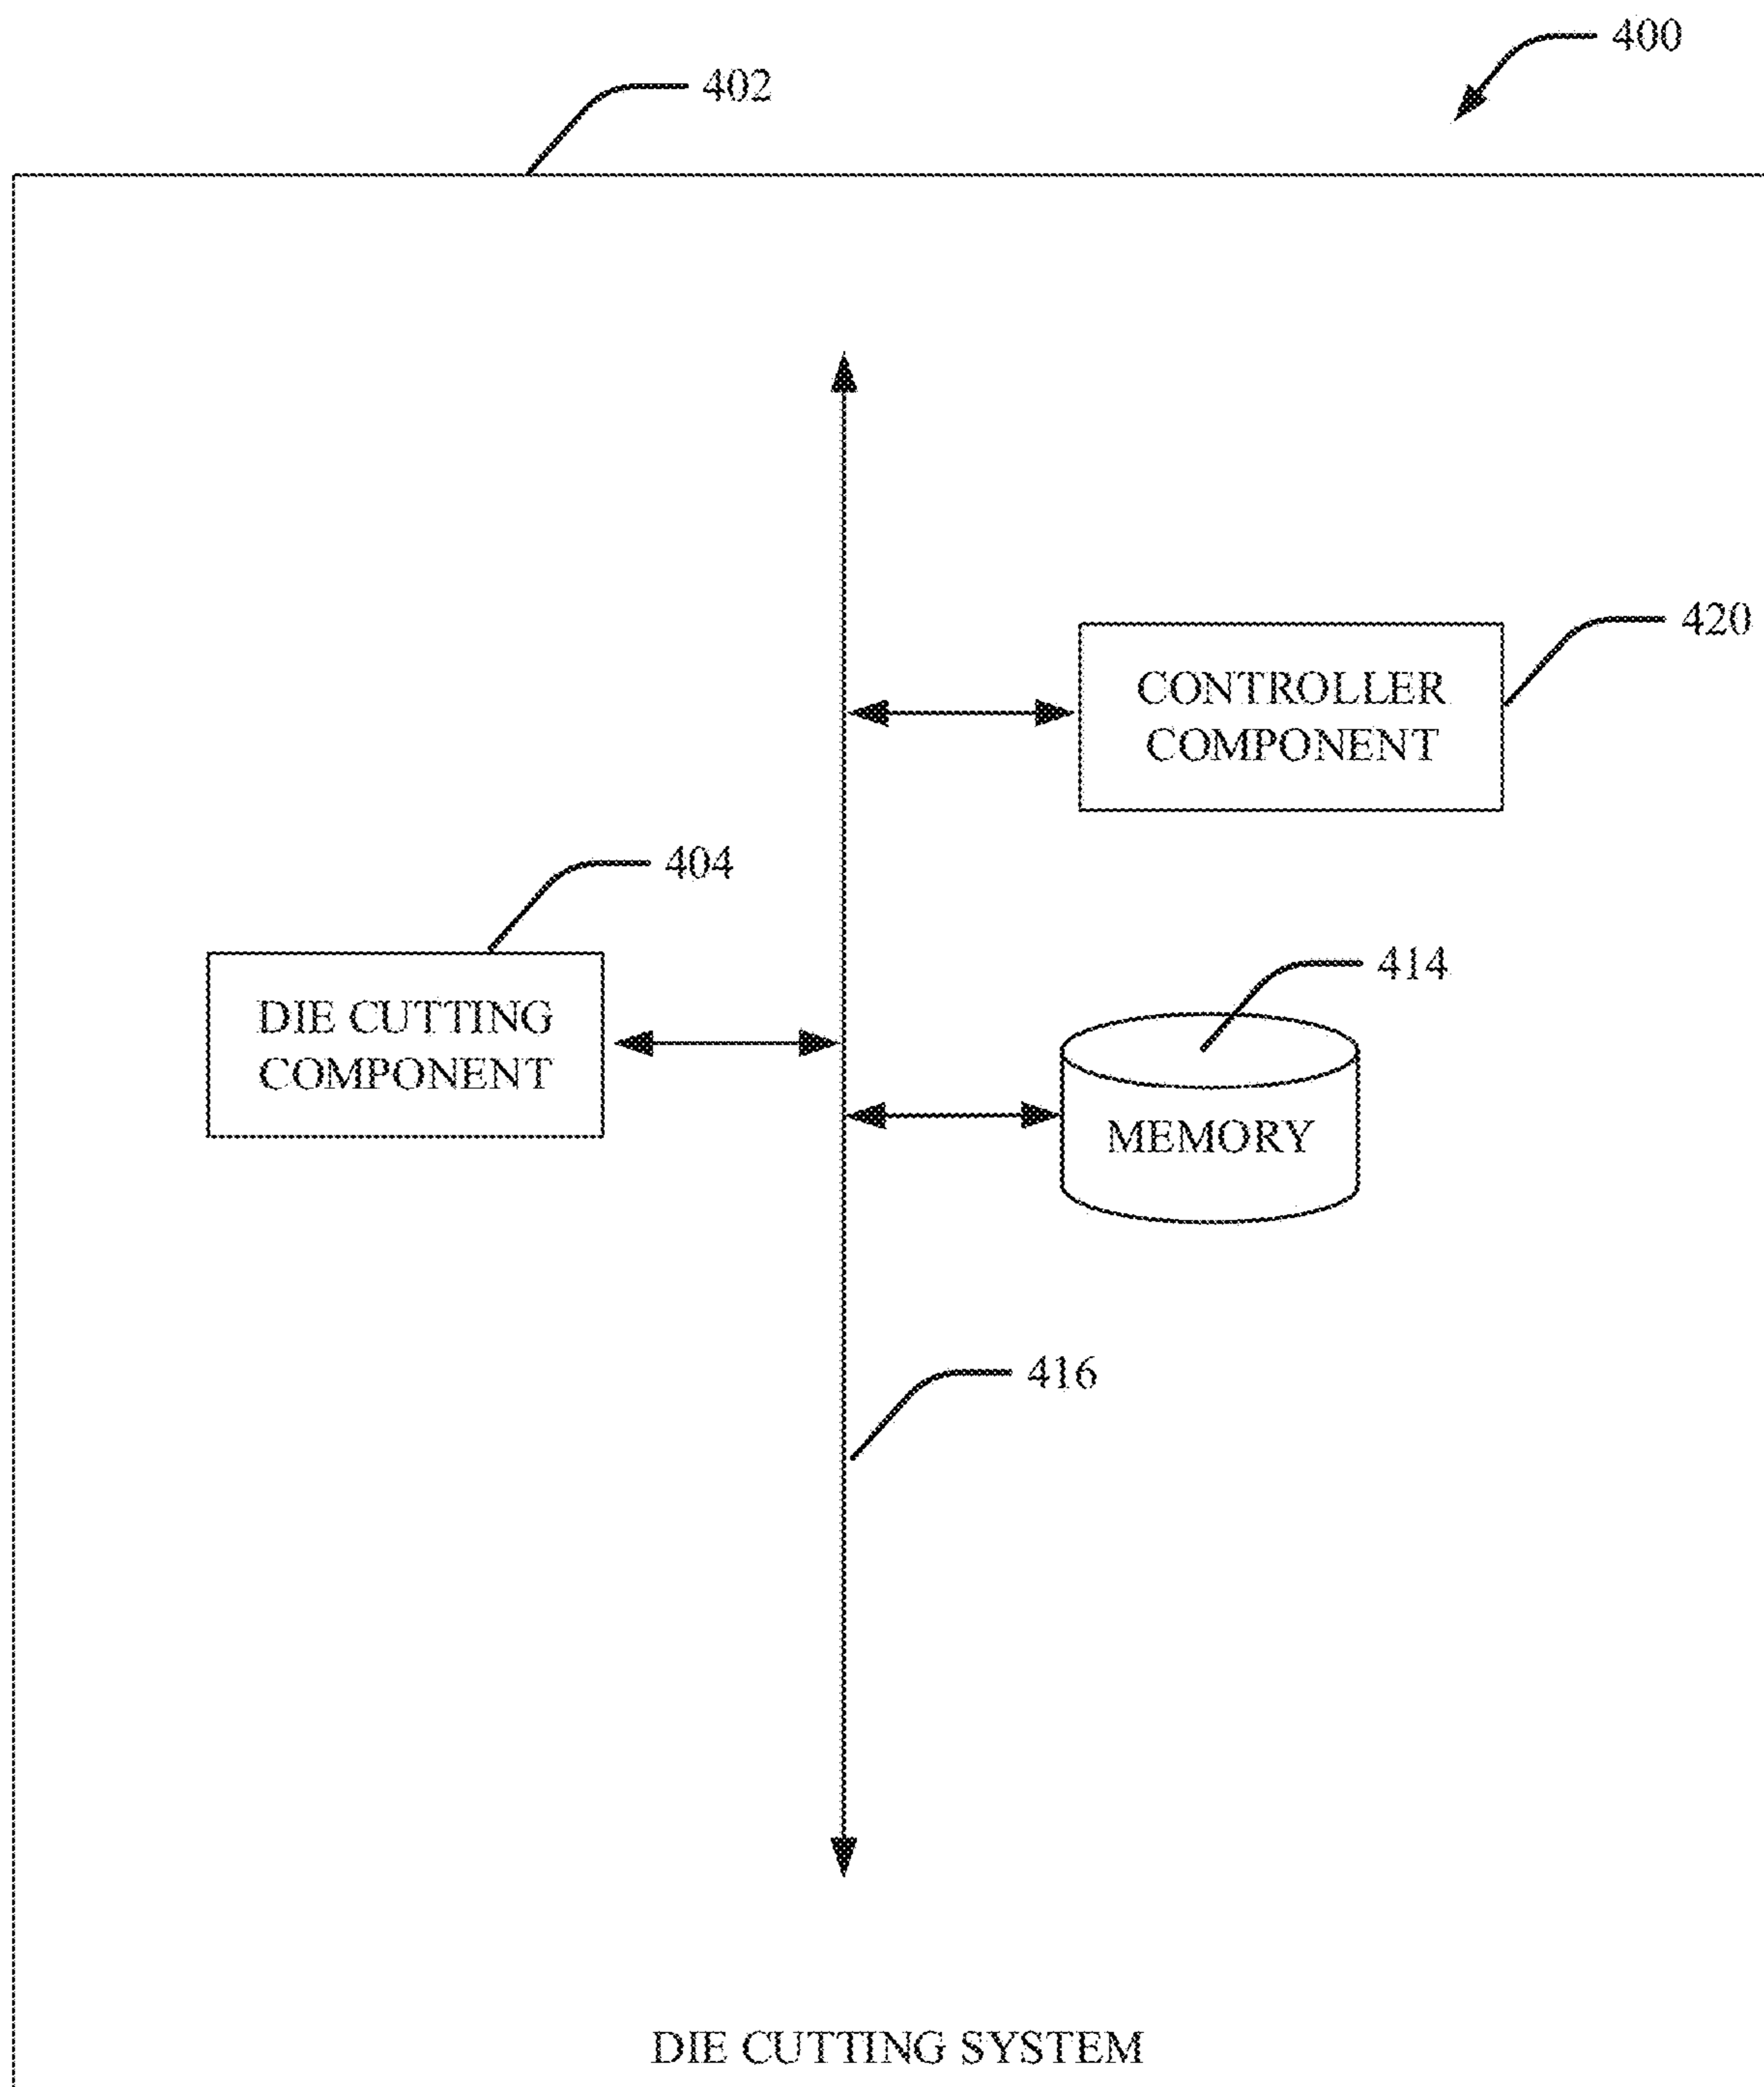 400
402
420
CONTROLLER
COMPONENT
404
414
DIE CUTTING
COMPONENT
MEMORY
416
DIE CUTTING SYSTEM